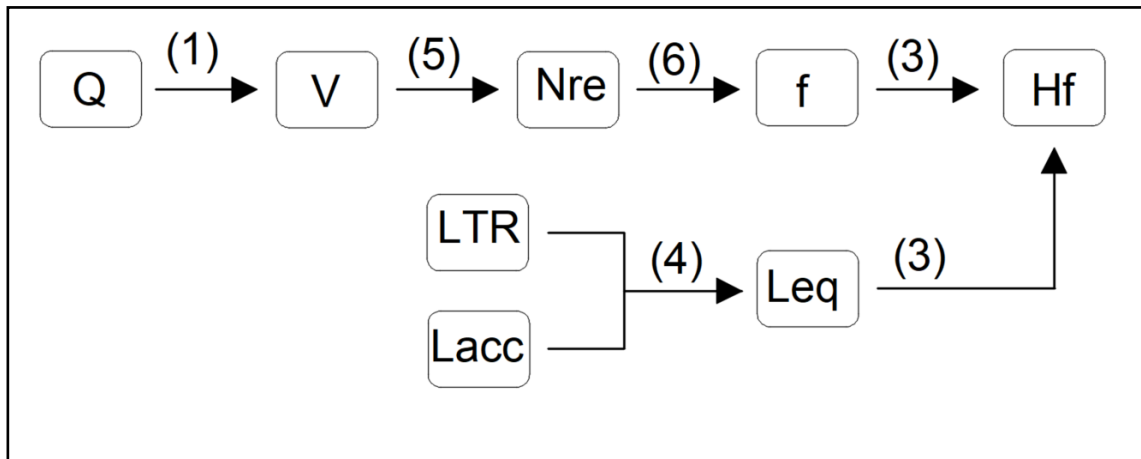 (1) (5) (6) (3)
Q V Nre f Hf
LTR
(4) (3)
Leq
Lacc